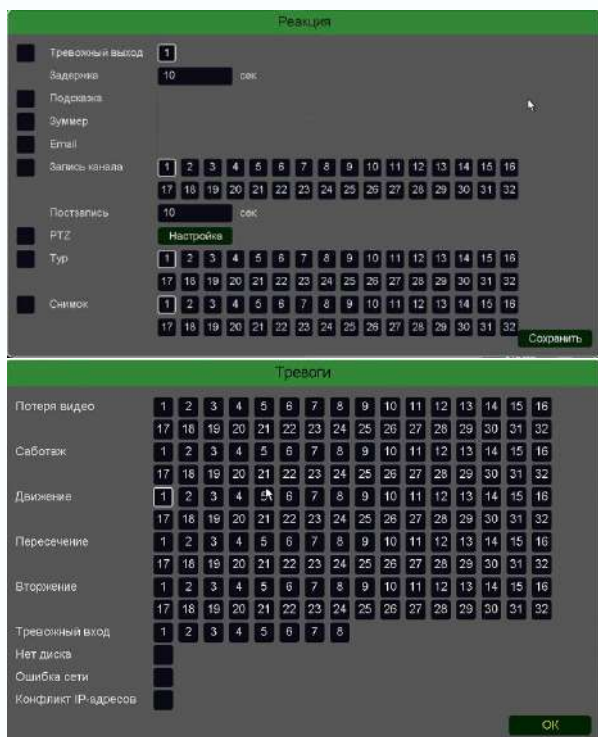 Реакция
Тревожный выход 1
Задержка 10 сек
Подсказка
Зуммер
Email
Запись канала 1 2 3 4 5 6 7 8 9 10 11 12 13 14 15 16
17 18 19 20 21 22 23 24 25 26 27 28 29 30 31 32
Постзапись 10 сек
PTZ Настройка
Тур 1 2 3 4 5 6 7 8 9 10 11 12 13 14 15 16
17 18 19 20 21 22 23 24 25 26 27 28 29 30 31 32
Снимок 1 2 3 4 5 6 7 8 9 10 11 12 13 14 15 16
17 18 19 20 21 22 23 24 25 26 27 28 29 30 31 32
Сохранить
Тревоги
Потеря видео 1 2 3 4 5 6 7 8 9 10 11 12 13 14 15 16
17 18 19 20 21 22 23 24 25 26 27 28 29 30 31 32
Саботаж 1 2 3 4 5 6 7 8 9 10 11 12 13 14 15 16
17 18 19 20 21 22 23 24 25 26 27 28 29 30 31 32
Движение 1 2 3 4 5 6 7 8 9 10 11 12 13 14 15 16
17 18 19 20 21 22 23 24 25 26 27 28 29 30 31 32
Пересечение 1 2 3 4 5 6 7 8 9 10 11 12 13 14 15 16
17 18 19 20 21 22 23 24 25 26 27 28 29 30 31 32
Вторжение 1 2 3 4 5 6 7 8 9 10 11 12 13 14 15 16
17 18 19 20 21 22 23 24 25 26 27 28 29 30 31 32
Тревожный вход 1 2 3 4 5 6 7 8
Нет диска
Ошибка сети
Конфликт IP-адресов
OK